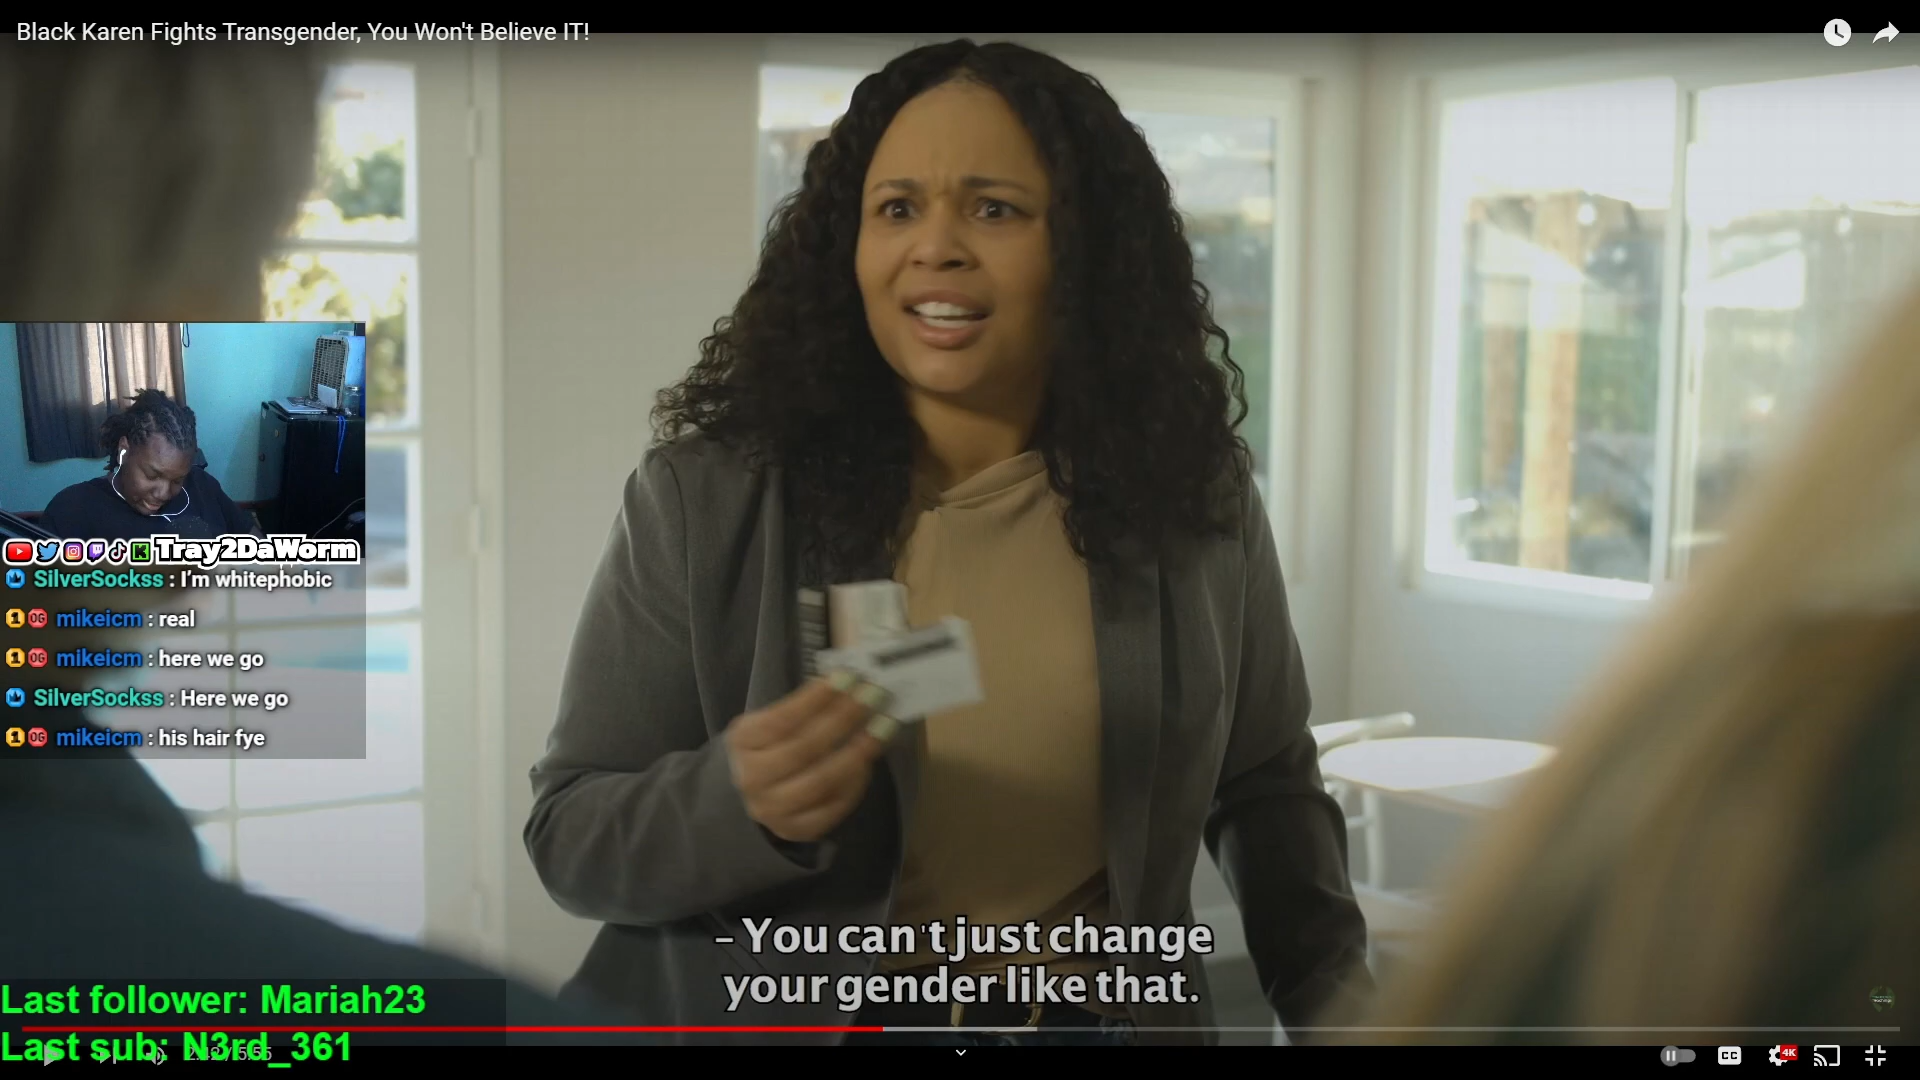 Black Karen Fights Transgender, You Won't Believe IT!
Tray2DaWorm
SilverSockss : I'm whitephobic
mikeicm : real
mikeicm : here we go
SilverSockss : Here we go
mikeicm : his hair fye
- You can't just change
your gender like that.
Last follower: Mariah23
Last sub: N3rd_361
CC
4K